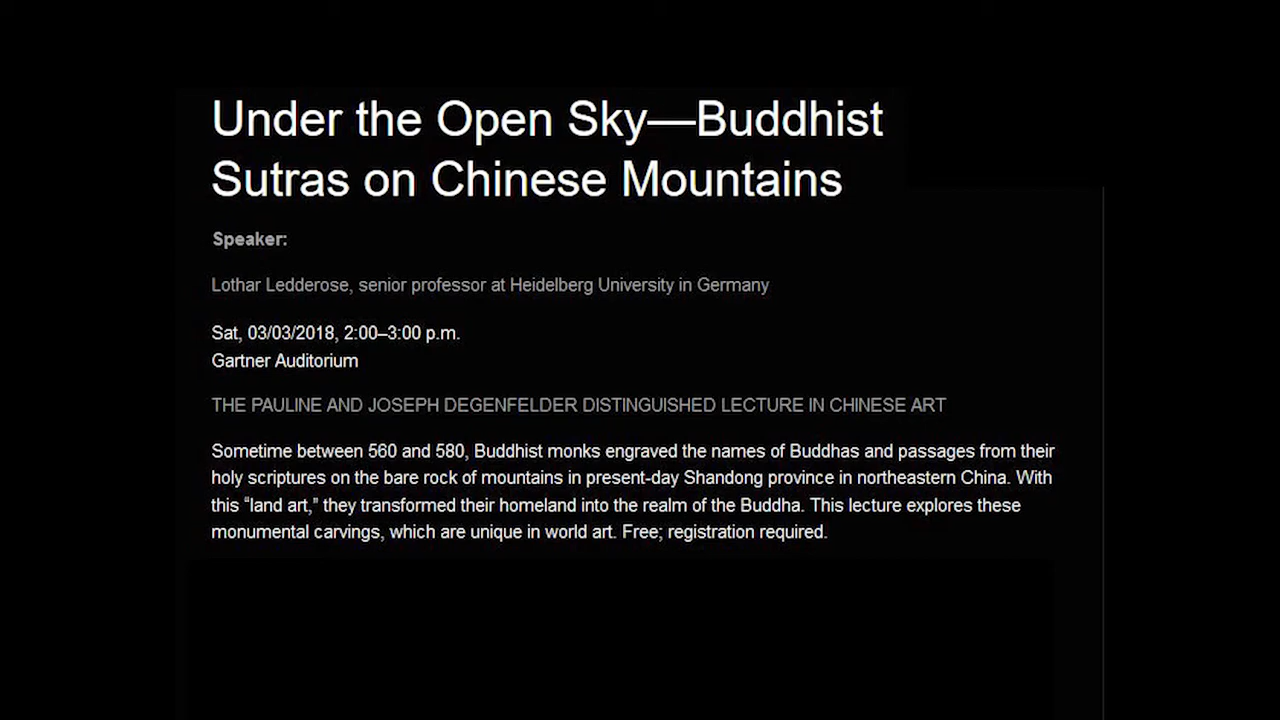 Under the Open Sky—Buddhist
Sutras on Chinese Mountains
Speaker:
Lothar Ledderose, senior professor at Heidelberg University in Germany
Sat, 03/03/2018, 2:00–3:00 p.m.
Gartner Auditorium
THE PAULINE AND JOSEPH DEGENFELDER DISTINGUISHED LECTURE IN CHINESE ART
Sometime between 560 and 580, Buddhist monks engraved the names of Buddhas and passages from their
holy scriptures on the bare rock of mountains in present-day Shandong province in northeastern China. With
this “land art,” they transformed their homeland into the realm of the Buddha. This lecture explores these
monumental carvings, which are unique in world art. Free; registration required.